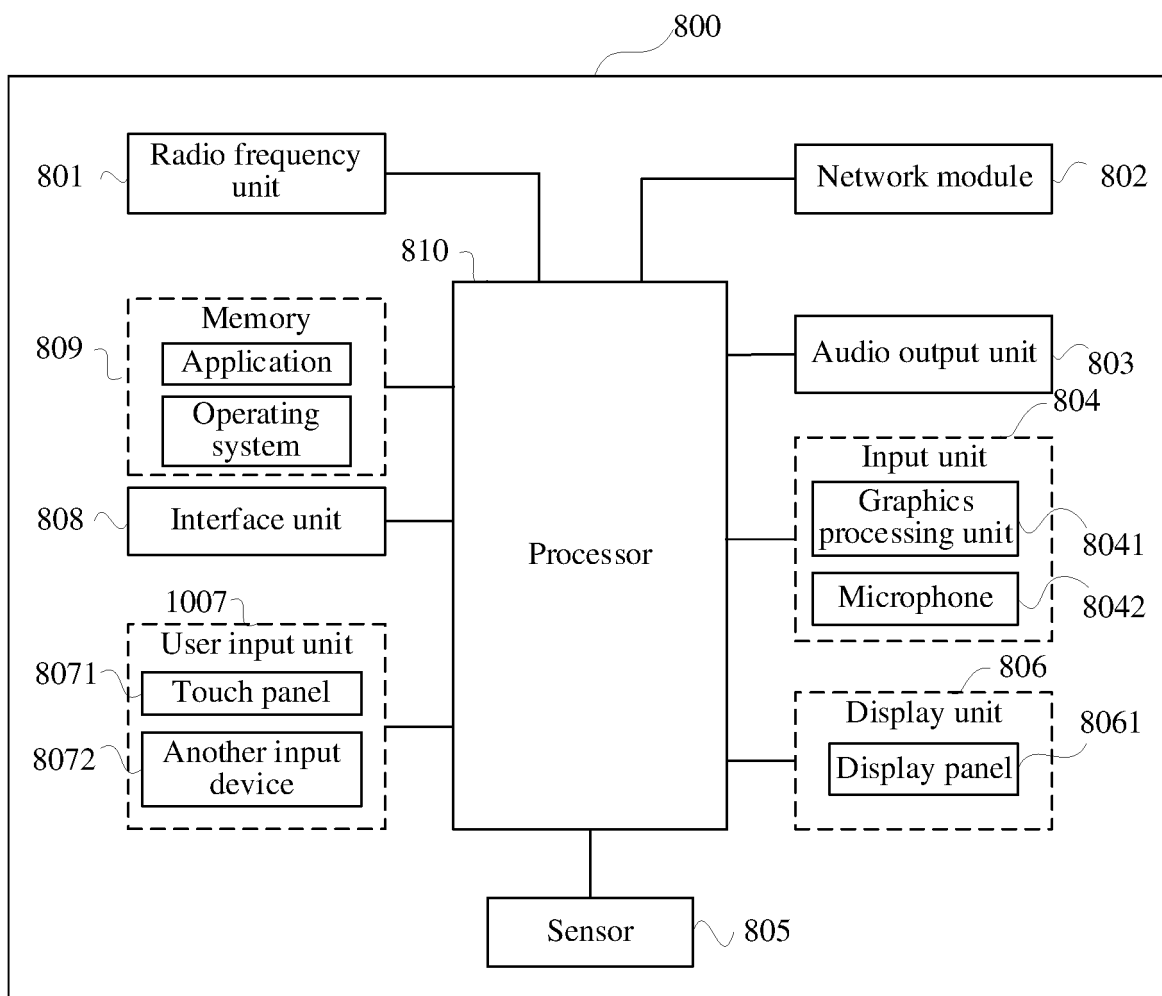 800
Radio frequency
unit
801
Network module
802
810
Memory
Application
Operating
system
809
Audio output unit
803
804
Input unit
Graphics
processing unit
8041
Microphone
8042
808
Interface unit
Processor
1007
User input unit
8071
Touch panel
8072
Another input
device
806
Display unit
8061
Display panel
Sensor
805